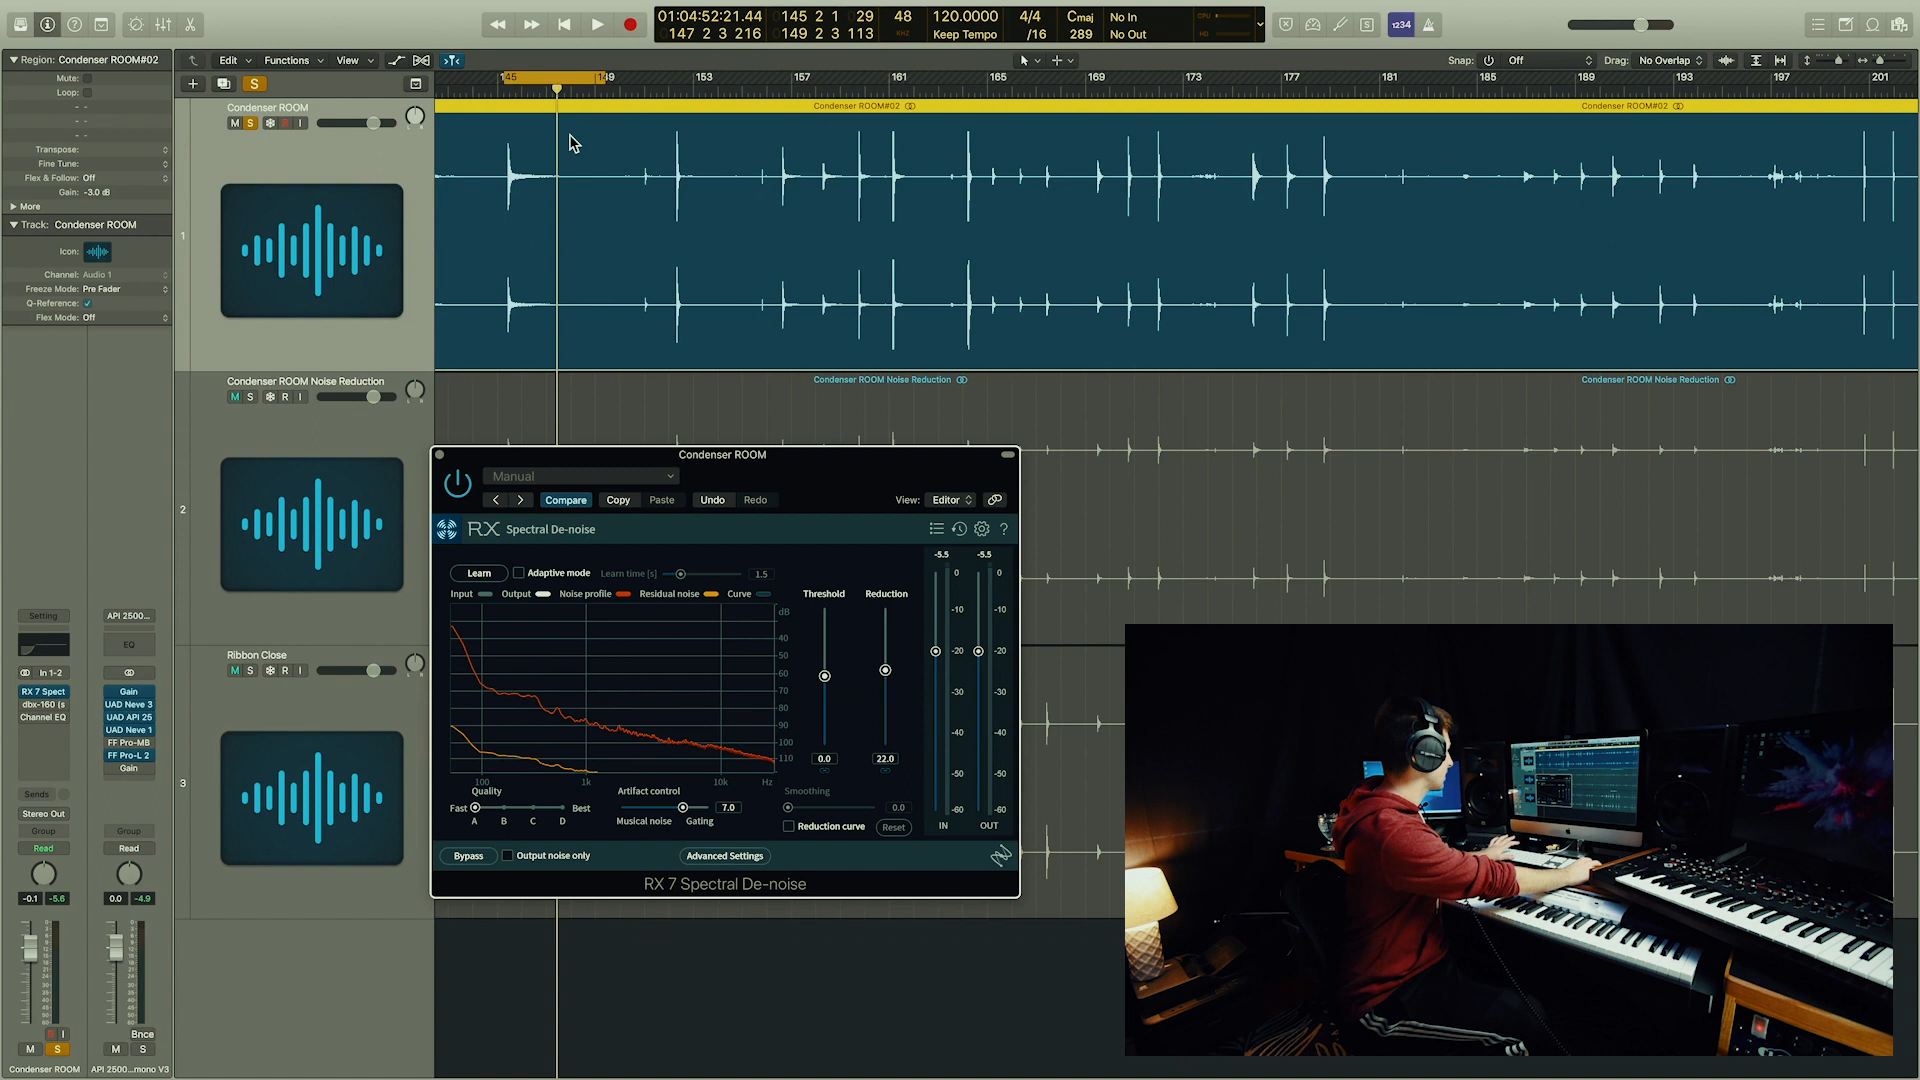 01:04:52:21.44
147 2 3 216
145 2 1 29
149 2 3 113
48
KHZ
120.0000
Keep Tempo
4/4
/16
Cmaj
289
No In
No Out
CPU
HD
1234
Region: Condenser ROOM#02
Mute:
Loop:
Transpose:
Fine Tune:
Flex & Follow: Off
Gain: -3.0 dB
More
Track: Condenser ROOM
Icon:
Channel: Audio 1
Freeze Mode: Pre Fader
Q-Reference:
Flex Mode: Off
Edit
Functions
View
Snap: Off
Drag: No Overlap
S
145
149
153
157
161
165
169
173
177
181
185
189
193
197
201
Condenser ROOM#02
Condenser ROOM#02
1
Condenser ROOM
M S R I
2
Condenser ROOM Noise Reduction
M S R I
Condenser ROOM Noise Reduction
Condenser ROOM Noise Reduction
3
Ribbon Close
M S R I
Condenser ROOM
Manual
Compare
Copy
Paste
Undo
Redo
View: Editor
RX Spectral De-noise
?
Learn
Adaptive mode
Learn time [s]
1.5
Input
Output
Noise profile
Residual noise
Curve
Threshold
Reduction
dB
40
50
60
70
80
90
100
110
100
1k
10k
Hz
0.0
22.0
-5.5
-5.5
0
-10
-20
-30
-40
-50
-60
0
-10
-20
-30
-40
-50
-60
IN
OUT
Quality
Fast
Best
A B C D
Artifact control
7.0
Musical noise
Gating
Smoothing
0.0
Reduction curve
Reset
Bypass
Output noise only
Advanced Settings
RX 7 Spectral De-noise
Setting
In 1-2
RX 7 Spect
dbx-160 (s
Channel EQ
Sends
Stereo Out
Group
Read
-0.1
-5.6
R I
M S
Condenser ROOM
API 2500...
EQ
Gain
UAD Neve 3
UAD API 25
UAD Neve 1
FF Pro-MB
FF Pro-L 2
Gain
Group
Read
0.0
-4.9
Bnce
M S
API 2500...mono V3